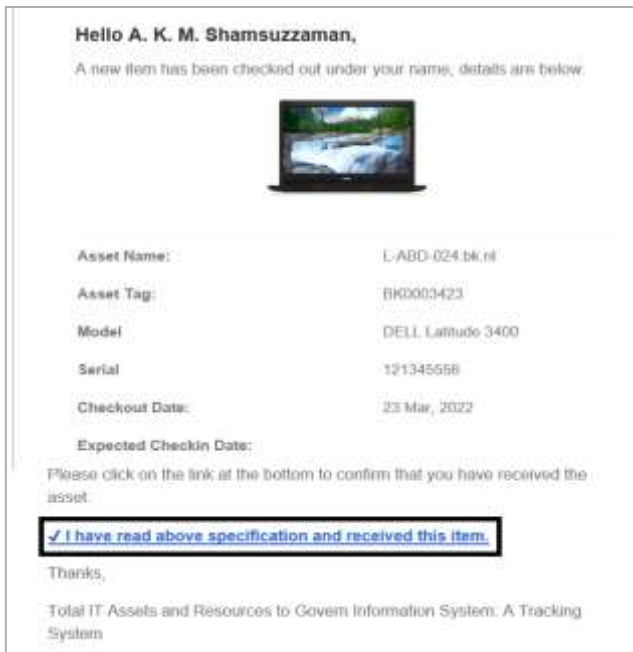 Hello A. K. M. Shamsuzzaman,
A new item has been checked out under your name, details are below.
Asset Name: L-ABD-024.bk.nl
Asset Tag: BK0003423
Model DELL Latitude 3400
Serial 121345556
Checkout Date: 23 Mar, 2022
Expected Checkin Date:
Please click on the link at the bottom to confirm that you have received the
asset.
✓ I have read above specification and received this item.
Thanks,
Total IT Assets and Resources to Govern Information System: A Tracking
System